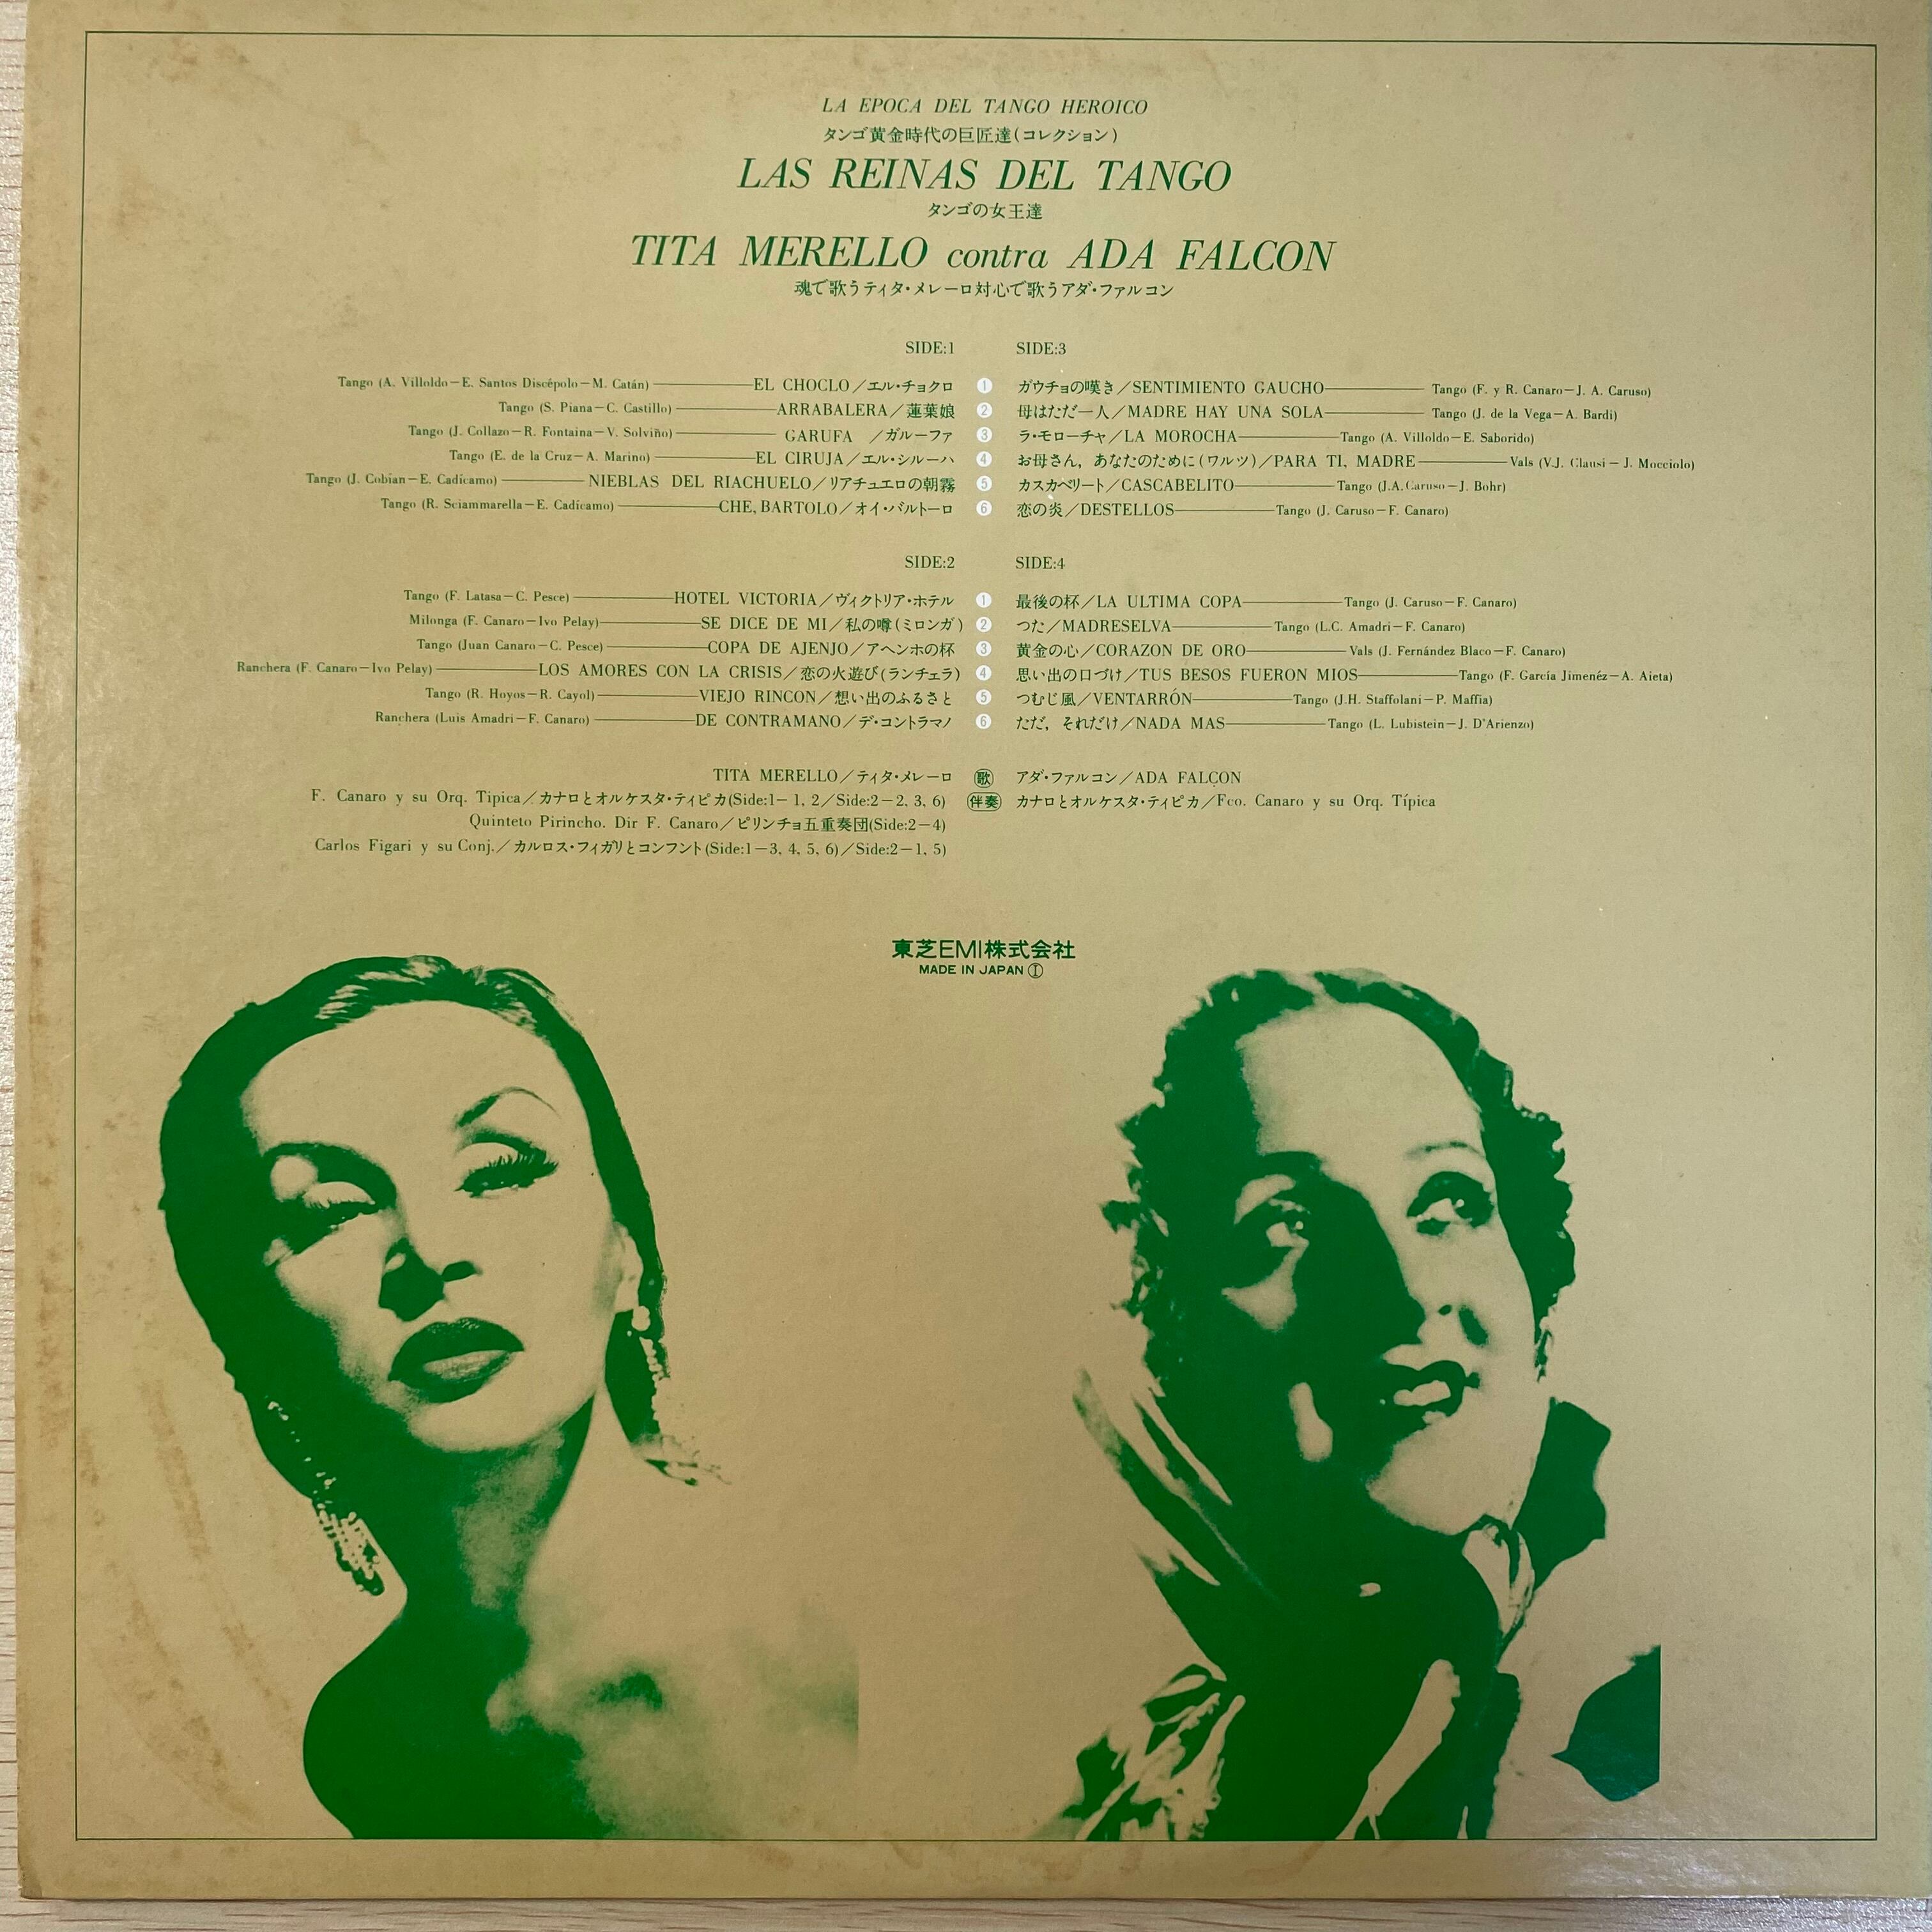 LA EPOCA DEL TANGO HEROICO
タンゴ黄金時代の巨匠達(コレクション)
LAS REINAS DEL TANGO
タンゴの女王達
TITA MERELLO contra ADA FALCON
魂で歌うティタ・メレーロ対心で歌うアダ・ファルコン
SIDE:1
Tango (A. Villoldo－E. Santos Discépolo－M. Catán)————EL CHOCLO／エル・チョクロ ①
Tango (S. Piana－C. Castillo)————ARRABALERA／蓮葉娘 ②
Tango (J. Collazo－R. Fontaina－V. Solviño)————GARUFA ／ガルーファ ③
Tango (E. de la Cruz－A. Marino)————EL CIRUJA／エル・シルーハ ④
Tango (J. Cobian－E. Cadicamo)————NIEBLAS DEL RIACHUELO／リアチュエロの朝霧 ⑤
Tango (R. Sciammarella－E. Cadicamo)————CHE, BARTOLO／オイ・バルトーロ ⑥
SIDE:3
ガウチョの嘆き／SENTIMIENTO GAUCHO————Tango (F. y R. Canaro－J. A. Caruso)
母はただ一人／MADRE HAY UNA SOLA————Tango (J. de la Vega－A. Bardi)
ラ・モローチャ／LA MOROCHA————Tango (A. Villoldo－E. Saborido)
お母さん，あなたのために(ワルツ)／PARA TI, MADRE————Vals (V.J. Clausi－J. Mocciolo)
カスカベリート／CASCABELITO————Tango (J.A. Caruso－J. Bohr)
恋の炎／DESTELLOS————Tango (J. Caruso－F. Canaro)
SIDE:2
Tango (F. Latasa－C. Pesce)————HOTEL VICTORIA／ヴィクトリア・ホテル ①
Milonga (F. Canaro－Ivo Pelay)————SE DICE DE MI／私の噂(ミロンガ) ②
Tango (Juan Canaro－C. Pesce)————COPA DE AJENJO／アヘンホの杯 ③
Ranchera (F. Canaro－Ivo Pelay)————LOS AMORES CON LA CRISIS／恋の火遊び(ランチェラ) ④
Tango (R. Hoyos－R. Cayol)————VIEJO RINCON／想い出のふるさと ⑤
Ranchera (Luis Amadri－F. Canaro)————DE CONTRAMANO／デ・コントラマノ ⑥
SIDE:4
最後の杯／LA ULTIMA COPA————Tango (J. Caruso－F. Canaro)
つた／MADRESELVA————Tango (L.C. Amadri－F. Canaro)
黄金の心／CORAZON DE ORO————Vals (J. Fernández Blaco－F. Canaro)
思い出の口づけ／TUS BESOS FUERON MIOS————Tango (F. García Jimenéz－A. Aieta)
つむじ風／VENTARRÓN————Tango (J.H. Staffolani－P. Maffia)
ただ，それだけ／NADA MAS————Tango (L. Lubistein－J. D'Arienzo)
TITA MERELLO／ティタ・メレーロ 歌 アダ・ファルコン／ADA FALCON
F. Canaro y su Orq. Tipica／カナロとオルケスタ・ティピカ(Side:1－1, 2／Side:2－2, 3, 6) 伴奏 カナロとオルケスタ・ティピカ／Fco. Canaro y su Orq. Típica
Quinteto Pirincho. Dir F. Canaro／ピリンチョ五重奏団(Side:2－4)
Carlos Figari y su Conj.／カルロス・フィガリとコンフント(Side:1－3, 4, 5, 6)／Side:2－1, 5)
東芝EMI株式会社
MADE IN JAPAN Ⓘ